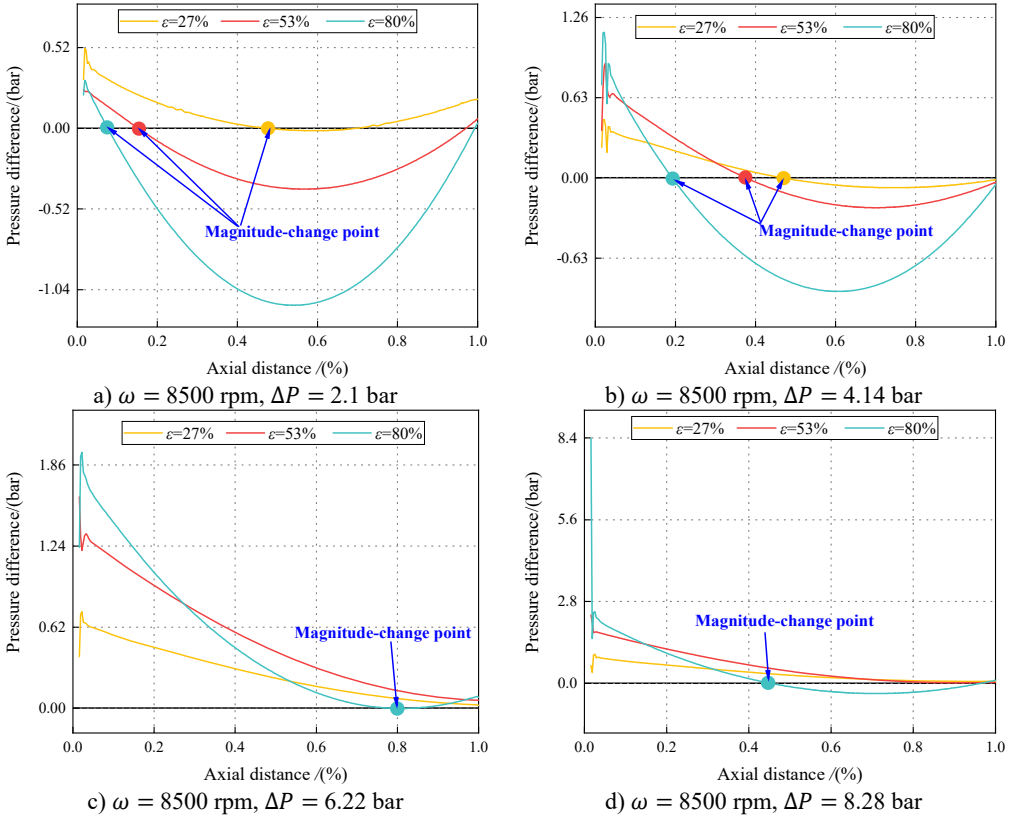 ε=27% ε=53% ε=80%
0.52
0.00
-0.52
-1.04
Pressure difference/(bar)
Magnitude-change point
0.0 0.2 0.4 0.6 0.8 1.0
Axial distance /(%)
a) ω = 8500 rpm, ΔP = 2.1 bar
ε=27% ε=53% ε=80%
1.26
0.63
0.00
-0.63
Pressure difference/(bar)
Magnitude-change point
0.0 0.2 0.4 0.6 0.8 1.0
Axial distance /(%)
b) ω = 8500 rpm, ΔP = 4.14 bar
ε=27% ε=53% ε=80%
1.86
1.24
0.62
0.00
Pressure difference/(bar)
Magnitude-change point
0.0 0.2 0.4 0.6 0.8 1.0
Axial distance /(%)
c) ω = 8500 rpm, ΔP = 6.22 bar
ε=27% ε=53% ε=80%
8.4
5.6
2.8
0.0
Pressure difference/(bar)
Magnitude-change point
0.0 0.2 0.4 0.6 0.8 1.0
Axial distance /(%)
d) ω = 8500 rpm, ΔP = 8.28 bar